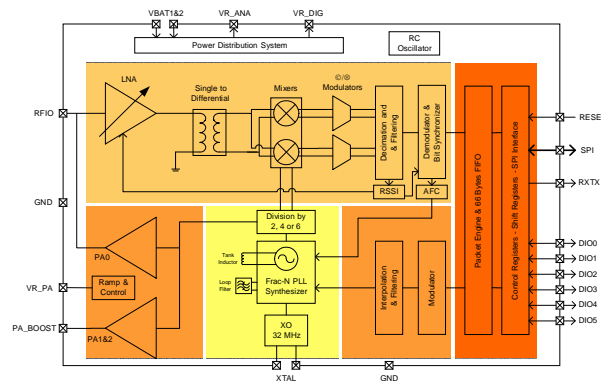 VBAT1&2
VR_ANA
VR_DIG
Power Distribution System
RC
Oscillator
LNA
Single to
Differential
Mixers
©/®
Modulators
RFIO
Decimation and
& Filtering
Demodulator &
Bit Synchronizer
RSSI
AFC
Packet Engine & 66 Bytes FIFO
Control Registers - Shift Registers - SPI Interface
RESE
SPI
RXTX
GND
PA0
Division by
2, 4 or 6
Tank
Inductor
Loop
Filter
Frac-N PLL
Synthesizer
Interpolation
& Filtering
Modulator
VR_PA
Ramp &
Control
PA_BOOST
PA1&2
XO
32 MHz
DIO0
DIO1
DIO2
DIO3
DIO4
DIO5
XTAL
GND